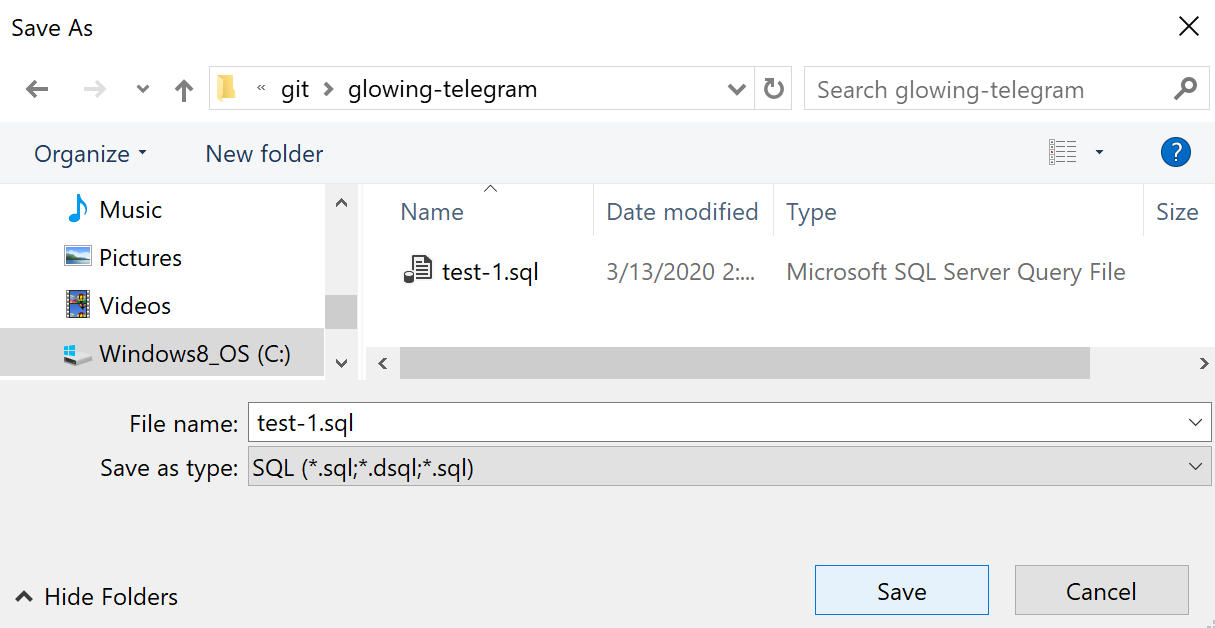 Save As
« git > glowing-telegram
Search glowing-telegram
Organize
New folder
?
Music
Pictures
Videos
Windows8_OS (C:)
Name
Date modified
Type
Size
test-1.sql
3/13/2020 2:...
Microsoft SQL Server Query File
File name:
test-1.sql
Save as type:
SQL (*.sql;*.dsql;*.sql)
Hide Folders
Save
Cancel